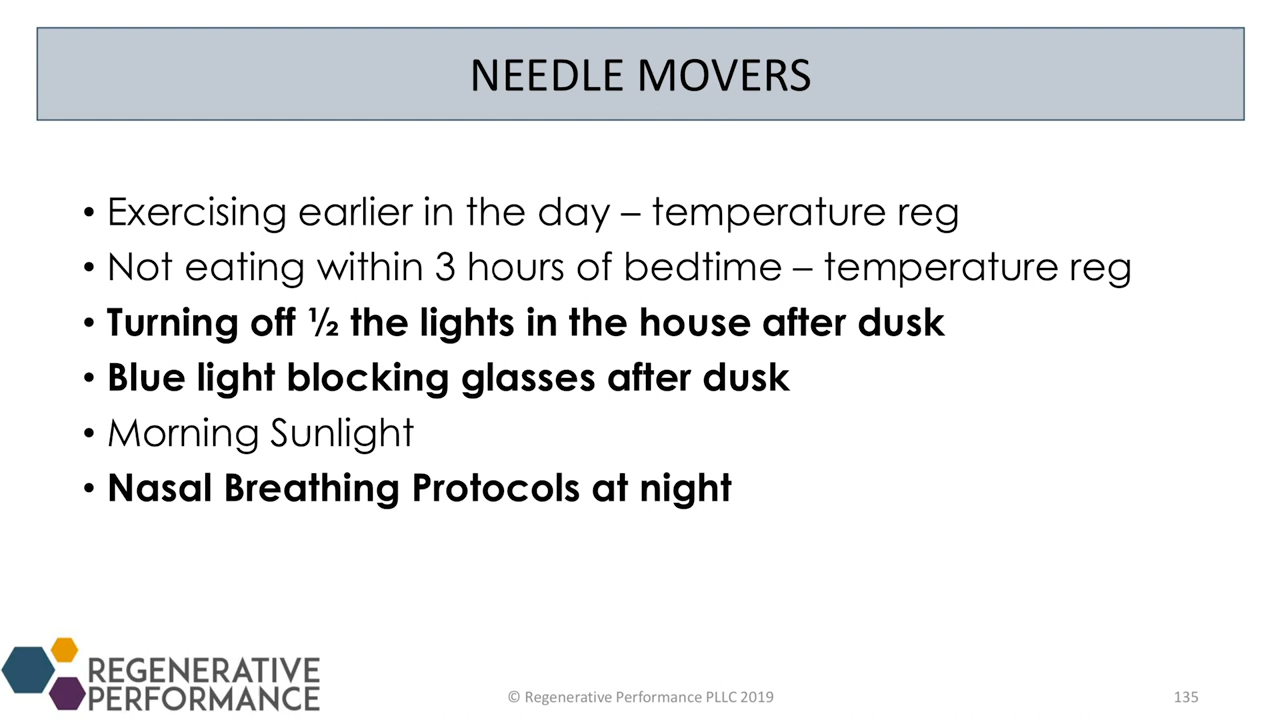 NEEDLE MOVERS
• Exercising earlier in the day – temperature reg
• Not eating within 3 hours of bedtime – temperature reg
• Turning off ½ the lights in the house after dusk
• Blue light blocking glasses after dusk
• Morning Sunlight
• Nasal Breathing Protocols at night
REGENERATIVE
PERFORMANCE
© Regenerative Performance PLLC 2019
135